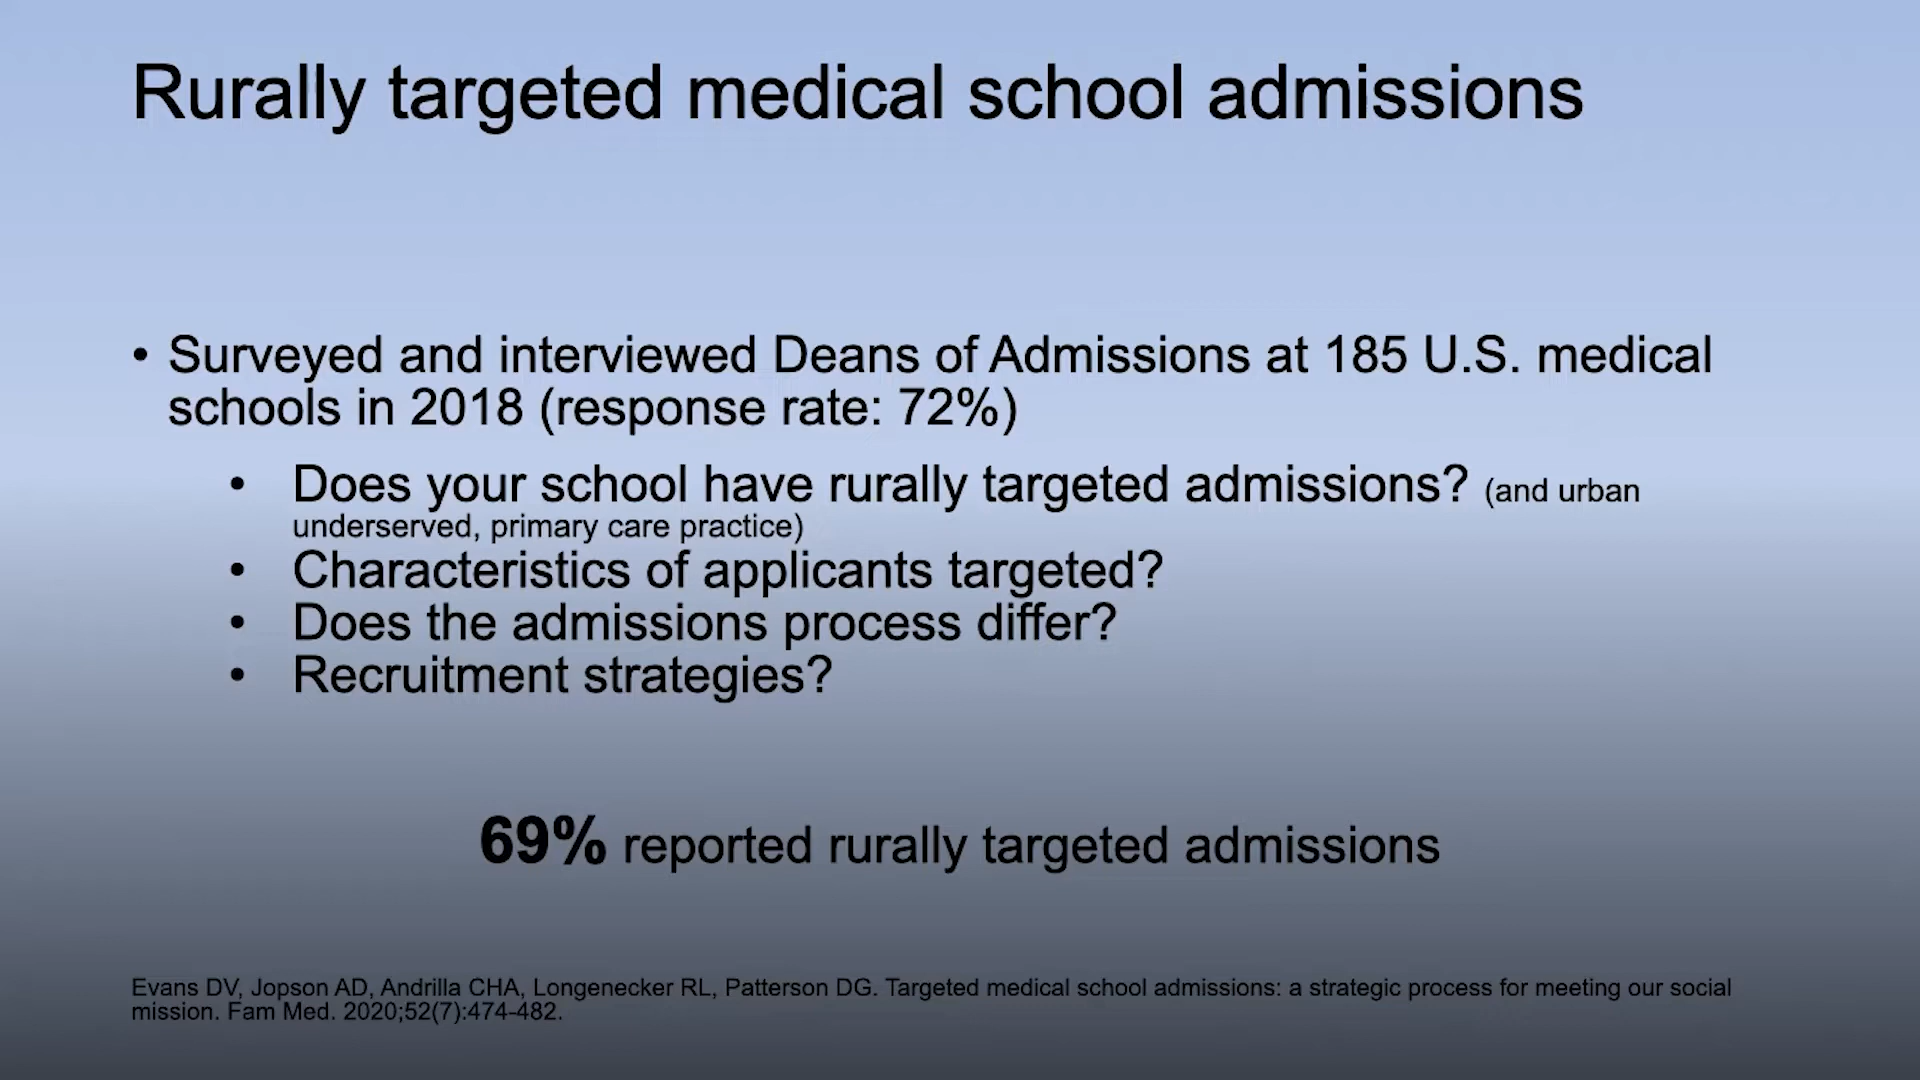 Rurally targeted medical school admissions
• Surveyed and interviewed Deans of Admissions at 185 U.S. medical
schools in 2018 (response rate: 72%)
• Does your school have rurally targeted admissions? (and urban
underserved, primary care practice)
• Characteristics of applicants targeted?
• Does the admissions process differ?
• Recruitment strategies?
69% reported rurally targeted admissions
Evans DV, Jopson AD, Andrilla CHA, Longenecker RL, Patterson DG. Targeted medical school admissions: a strategic process for meeting our social
mission. Fam Med. 2020;52(7):474-482.